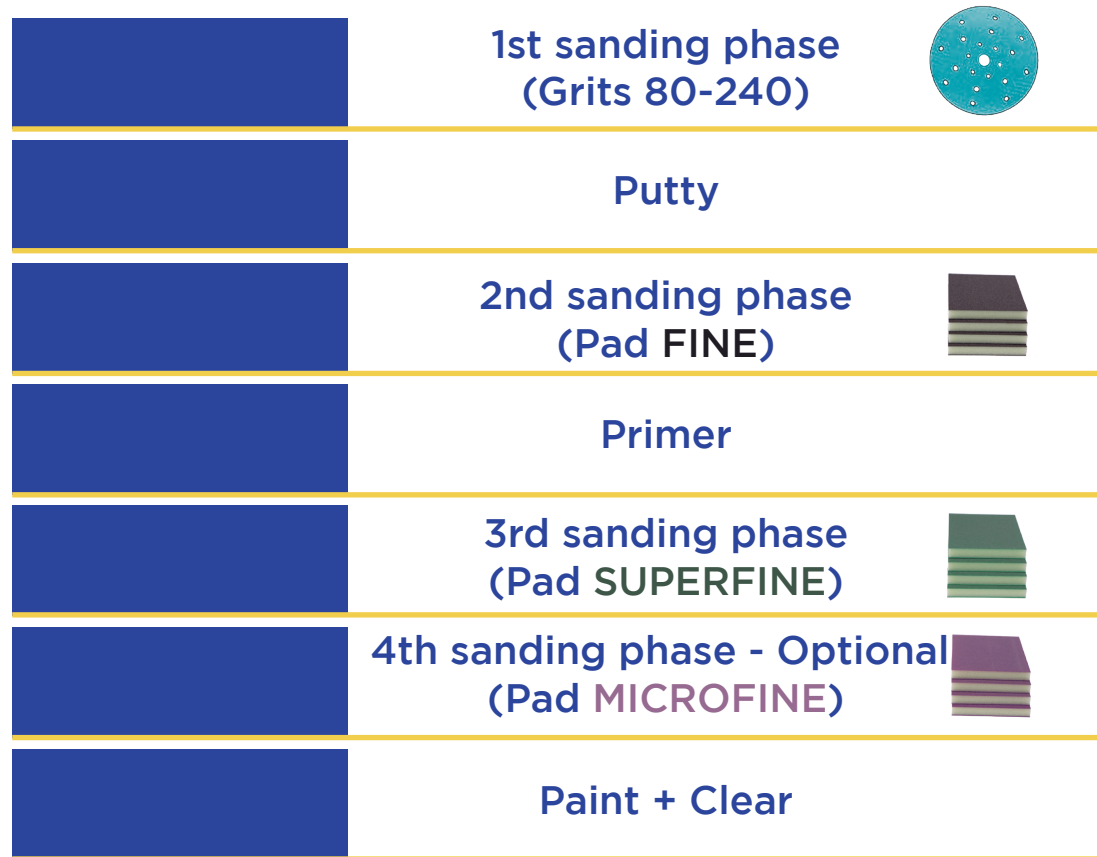 1st sanding phase
(Grits 80-240)
Putty
2nd sanding phase
(Pad FINE)
Primer
3rd sanding phase
(Pad SUPERFINE)
4th sanding phase - Optional
(Pad MICROFINE)
Paint + Clear